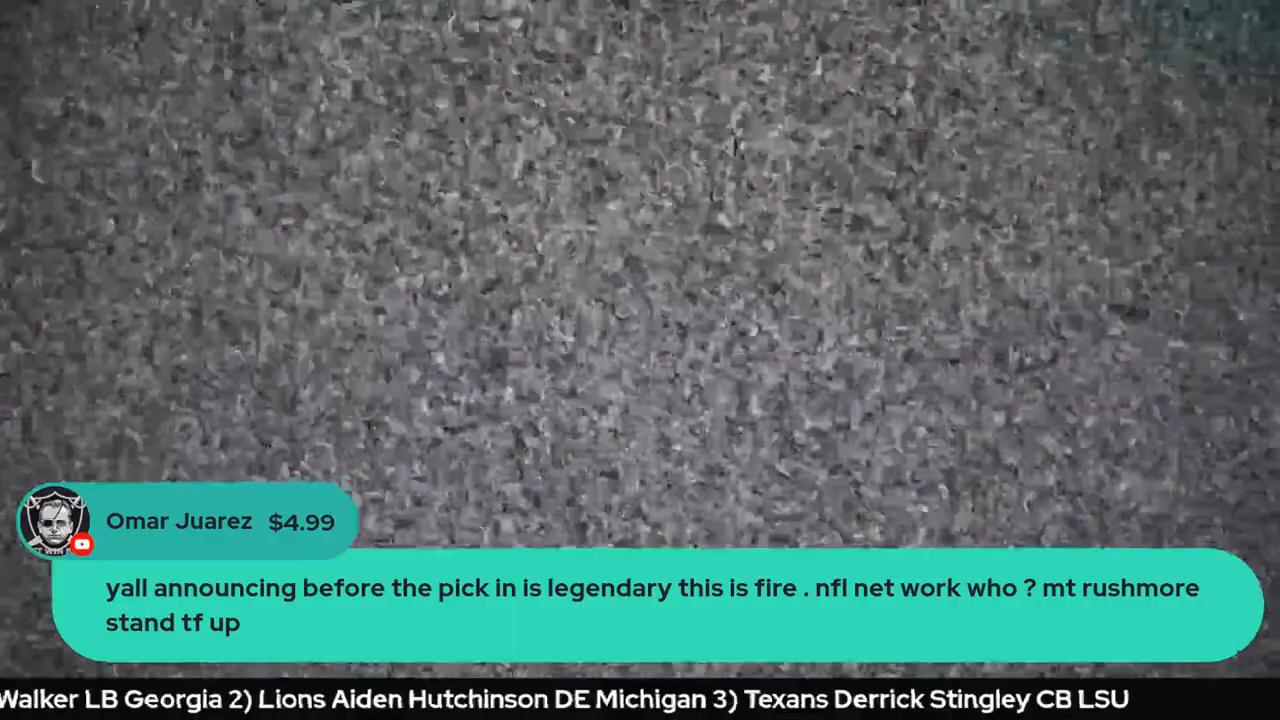 Omar Juarez $4.99
yall announcing before the pick in is legendary this is fire . nfl net work who ? mt rushmore
stand tf up
Walker LB Georgia 2) Lions Aiden Hutchinson DE Michigan 3) Texans Derrick Stingley CB LSU